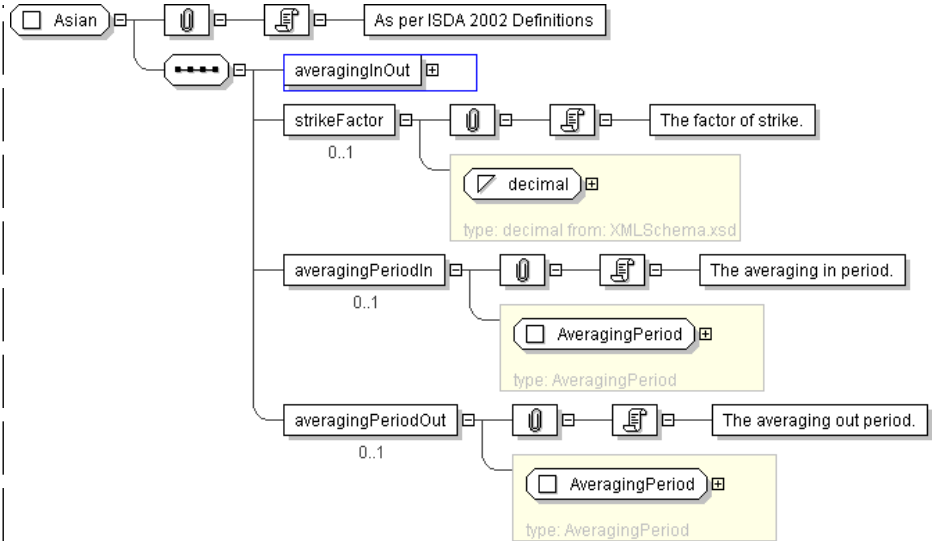 Asian
As per ISDA 2002 Definitions
averagingInOut
strikeFactor
The factor of strike.
0..1
decimal
type: decimal from: XMLSchema.xsd
averagingPeriodIn
The averaging in period.
0..1
AveragingPeriod
type: AveragingPeriod
averagingPeriodOut
The averaging out period.
0..1
AveragingPeriod
type: AveragingPeriod